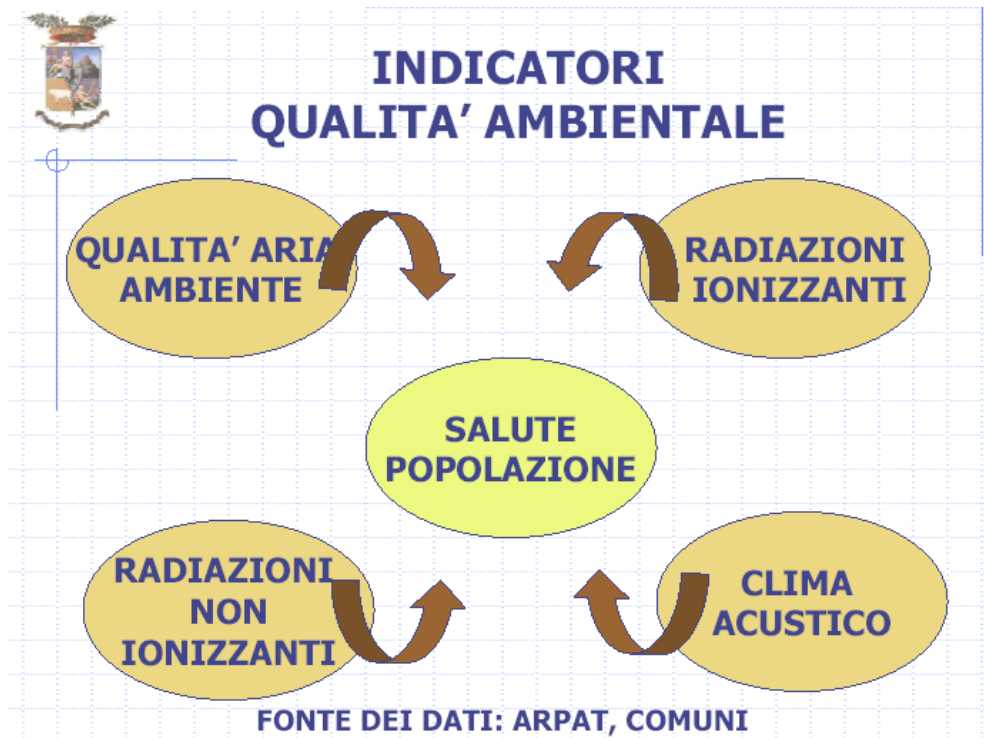 INDICATORI
QUALITA’ AMBIENTALE
QUALITA’ ARIA
AMBIENTE
RADIAZIONI
IONIZZANTI
SALUTE
POPOLAZIONE
RADIAZIONI
NON
IONIZZANTI
CLIMA
ACUSTICO
FONTE DEI DATI: ARPAT, COMUNI